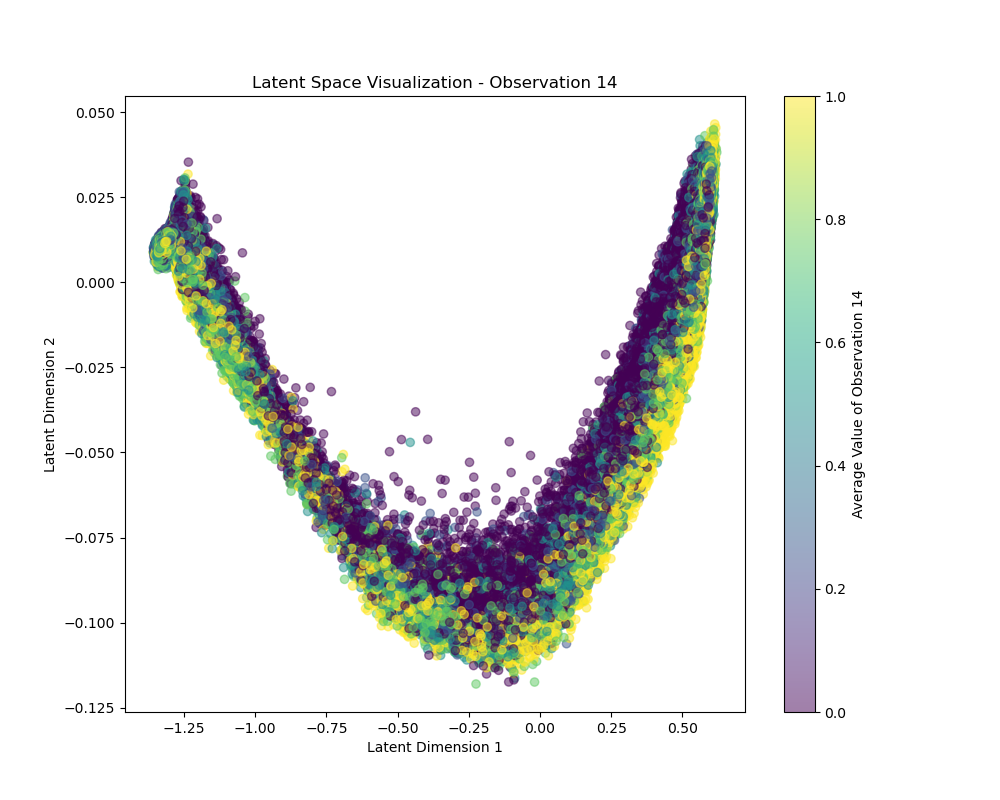 Latent Space Visualization - Observation 14
0.050
0.025
0.000
−0.025
−0.050
−0.075
−0.100
−0.125
Latent Dimension 2
−1.25 −1.00 −0.75 −0.50 −0.25 0.00 0.25 0.50
Latent Dimension 1
1.0
0.8
0.6
0.4
0.2
0.0
Average Value of Observation 14